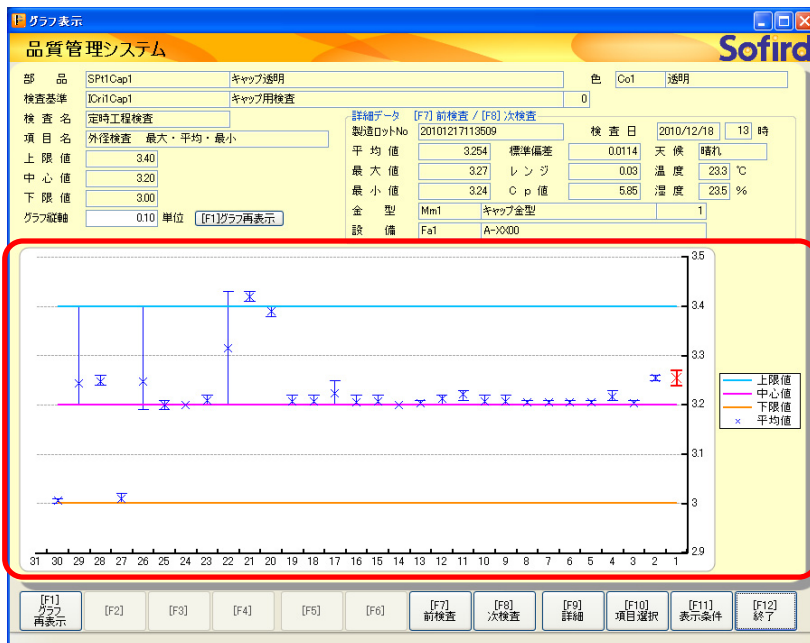 グラフ表示
品質管理システム
Sofird
部 品 SPt1Cap1 キャップ透明 色 Co1 透明
検査基準 ICri1Cap1 キャップ用検査 0
検 査 名 定時工程検査
項 目 名 外径検査 最大・平均・最小
上 限 値 3.40
中 心 値 3.20
下 限 値 3.00
グラフ縦軸 0.10 単位 [F1]グラフ再表示
詳細データ [F7] 前検査 / [F8] 次検査
製造ロットNo 20101217113509 検 査 日 2010/12/18 13 時
平 均 値 3.254 標準偏差 0.0114 天 候 晴れ
最 大 値 3.27 レ ン ジ 0.03 温 度 23.3 ℃
最 小 値 3.24 C p 値 5.85 湿 度 23.5 %
金 型 Mm1 キャップ金型 1
設 備 Fa1 A-XX00
3.5
3.4
3.3
3.2
3.1
3
2.9
上限値
中心値
下限値
平均値
31 30 29 28 27 26 25 24 23 22 21 20 19 18 17 16 15 14 13 12 11 10 9 8 7 6 5 4 3 2 1
[F1] グラフ 再表示
[F2]
[F3]
[F4]
[F5]
[F6]
[F7] 前検査
[F8] 次検査
[F9] 詳細
[F10] 項目選択
[F11] 表示条件
[F12] 終了